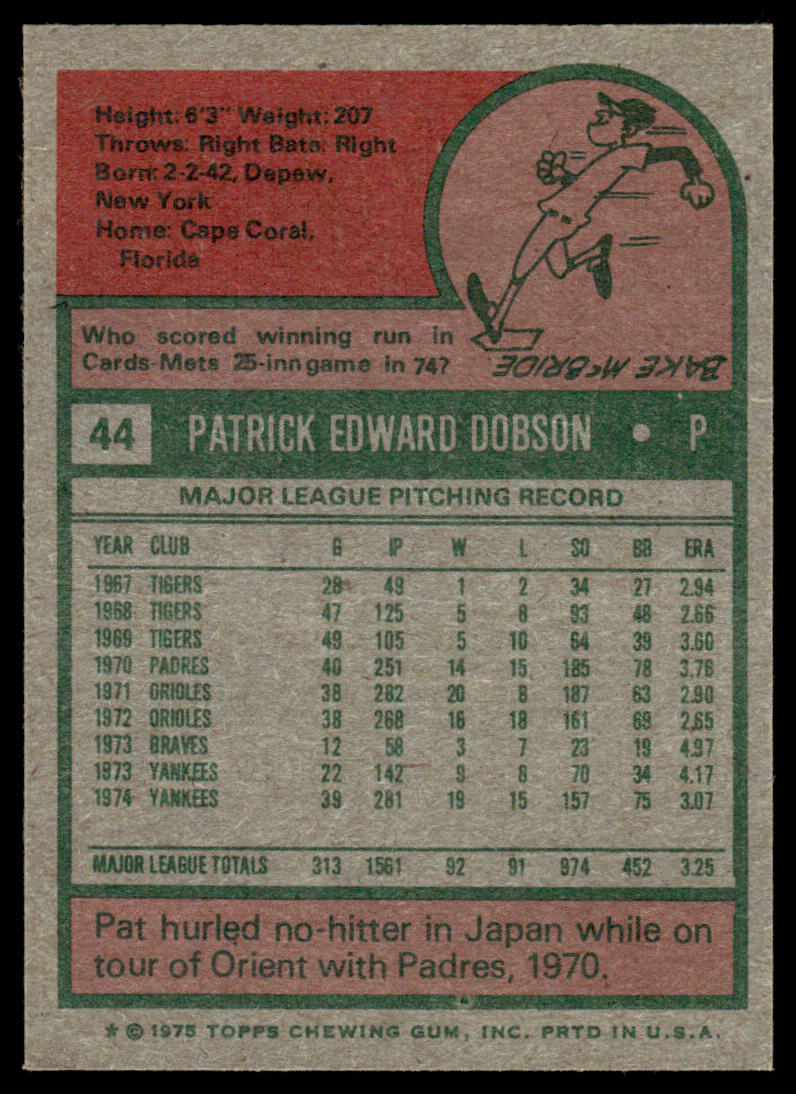 Height: 6'3" Weight: 207
Throws: Right Bats: Right
Born: 2-2-42, Depew,
New York
Home: Cape Coral,
Florida
Who scored winning run in
Cards-Mets 25-inn game in 74?
BAKE McBRIDE
44 PATRICK EDWARD DOBSON • P
MAJOR LEAGUE PITCHING RECORD
YEAR CLUB G IP W L SO BB ERA
1967 TIGERS 28 49 1 2 34 27 2.94
1968 TIGERS 47 125 5 8 93 48 2.66
1969 TIGERS 49 105 5 10 64 39 3.60
1970 PADRES 40 251 14 15 185 78 3.76
1971 ORIOLES 38 282 20 8 187 63 2.90
1972 ORIOLES 38 268 16 18 161 69 2.65
1973 BRAVES 12 58 3 7 23 19 4.97
1973 YANKEES 22 142 9 8 70 34 4.17
1974 YANKEES 39 281 19 15 157 75 3.07
MAJOR LEAGUE TOTALS 313 1561 92 91 974 452 3.25
Pat hurled no-hitter in Japan while on
tour of Orient with Padres, 1970.
* © 1975 TOPPS CHEWING GUM, INC. PRTD IN U.S.A.